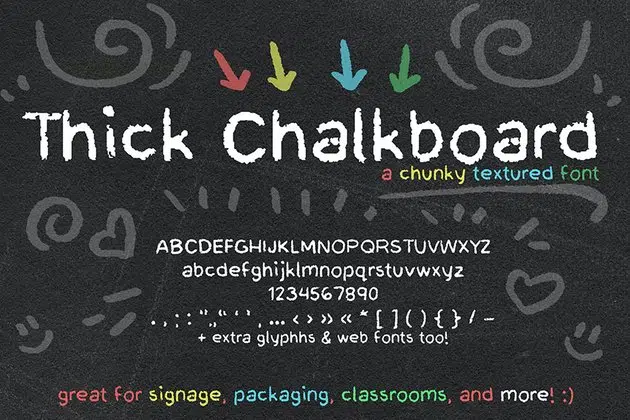 Thick Chalkboard
a chunky textured font
ABCDEFGHIJKLMNOPQRSTUVWXYZ
abcdefghijklmnopqrstuvwxyz
1234567890
. , ; : “ „ “ ‘ ‘ , ... < > » « * [ ] ( ) { } / –
+ extra glyphhs & web fonts too!
great for signage, packaging, classrooms, and more! :)